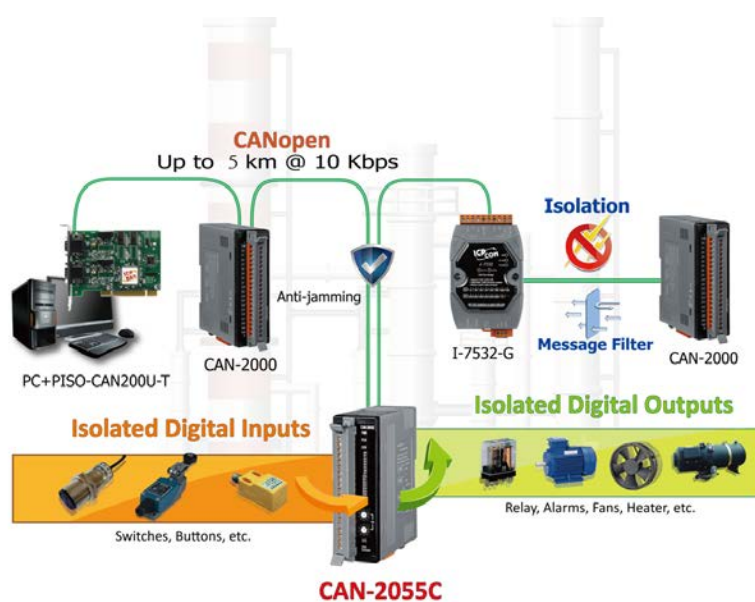 CANopen
Up to 5 km @ 10 Kbps
Isolation
Anti-jamming
CAN-2000
I-7532-G
Message Filter
CAN-2000
PC+PISO-CAN200U-T
Isolated Digital Inputs
Isolated Digital Outputs
Switches, Buttons, etc.
Relay, Alarms, Fans, Heater, etc.
CAN-2055C